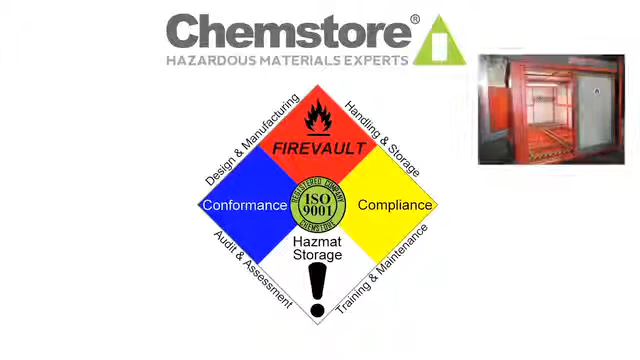 Chemstore®
HAZARDOUS MATERIALS EXPERTS
Design & Manufacturing
Handling & Storage
FIREVAULT
Conformance
REGISTERED COMPANY
ISO
9001
CHEMSTORE
Compliance
Hazmat
Storage
!
Audit & Assessment
Training & Maintenance